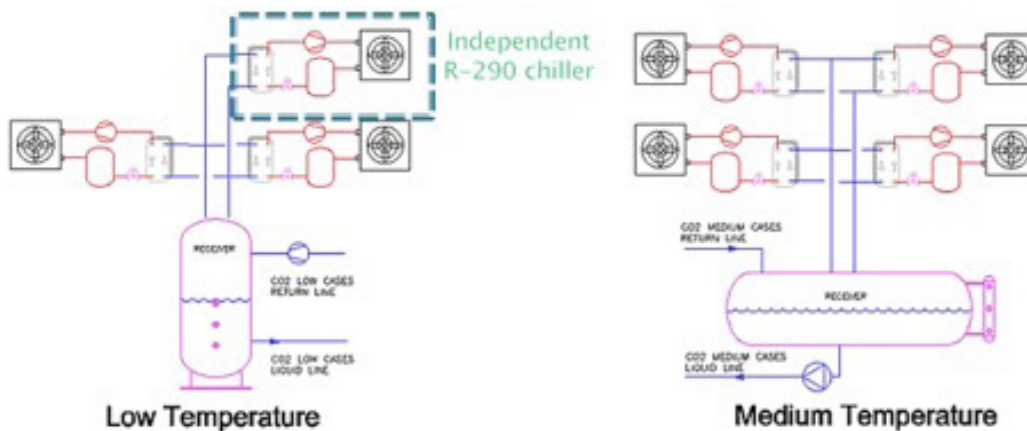 Independent
R-290 chiller
RECEIVER
CO2 LOW CASES
RETURN LINE
CO2 LOW CASES
LIQUID LINE
Low Temperature
CO2 MEDIUM CASES
RETURN LINE
RECEIVER
CO2 MEDIUM CASES
LIQUID LINE
Medium Temperature